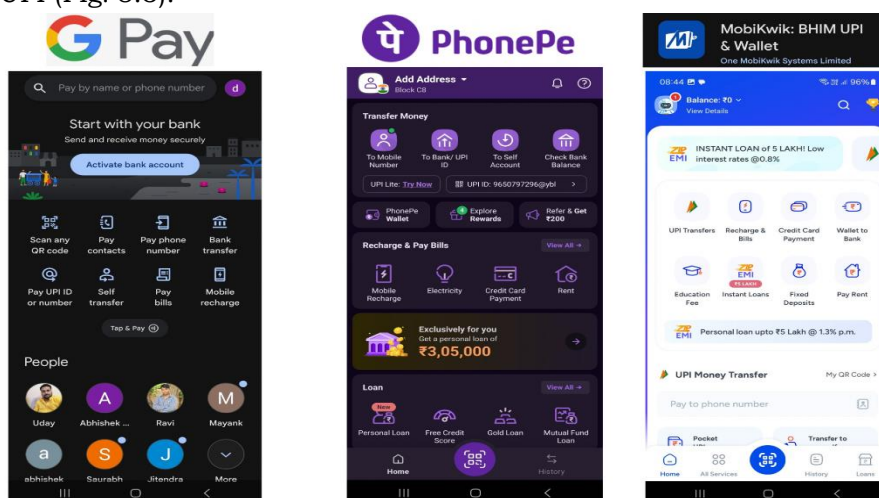 UPI (Fig. 3.6).
G Pay
Pay by name or phone number
d
Start with your bank
Send and receive money securely
Activate bank account
Scan any QR code
Pay contacts
Pay phone number
Bank transfer
Pay UPI ID or number
Self transfer
Pay bills
Mobile recharge
Tap & Pay
People
A
M
Uday
Abhishek ...
Ravi
Mayank
a
S
J
abhishek
Saurabh
Jitendra
More
पे PhonePe
Add Address
Block C8
Transfer Money
To Mobile Number
To Bank/ UPI ID
To Self Account
Check Bank Balance
UPI Lite: Try Now
UPI ID: 9650797296@ybl >
PhonePe Wallet
Explore Rewards
Refer & Get ₹200
Recharge & Pay Bills
View All →
Mobile Recharge
Electricity
Credit Card Payment
Rent
Exclusively for you
Get a personal loan of
₹3,05,000
Loan
View All →
New
Personal Loan
Free Credit Score
Gold Loan
Mutual Fund Loan
Home
History
MobiKwik: BHIM UPI
& Wallet
One MobiKwik Systems Limited
08:44
96%
Balance: ₹0
View Details
ZIP EMI
INSTANT LOAN of 5 LAKH! Low
interest rates @0.8%
UPI Transfers
Recharge & Bills
Credit Card Payment
Wallet to Bank
ZIP EMI
₹5 LAKH
Education Fee
Instant Loans
Fixed Deposits
Pay Rent
ZIP EMI
Personal loan upto ₹5 Lakh @ 1.3% p.m.
UPI Money Transfer
My QR Code >
Pay to phone number
Pocket
Transfer to
Home
All Services
History
Loans